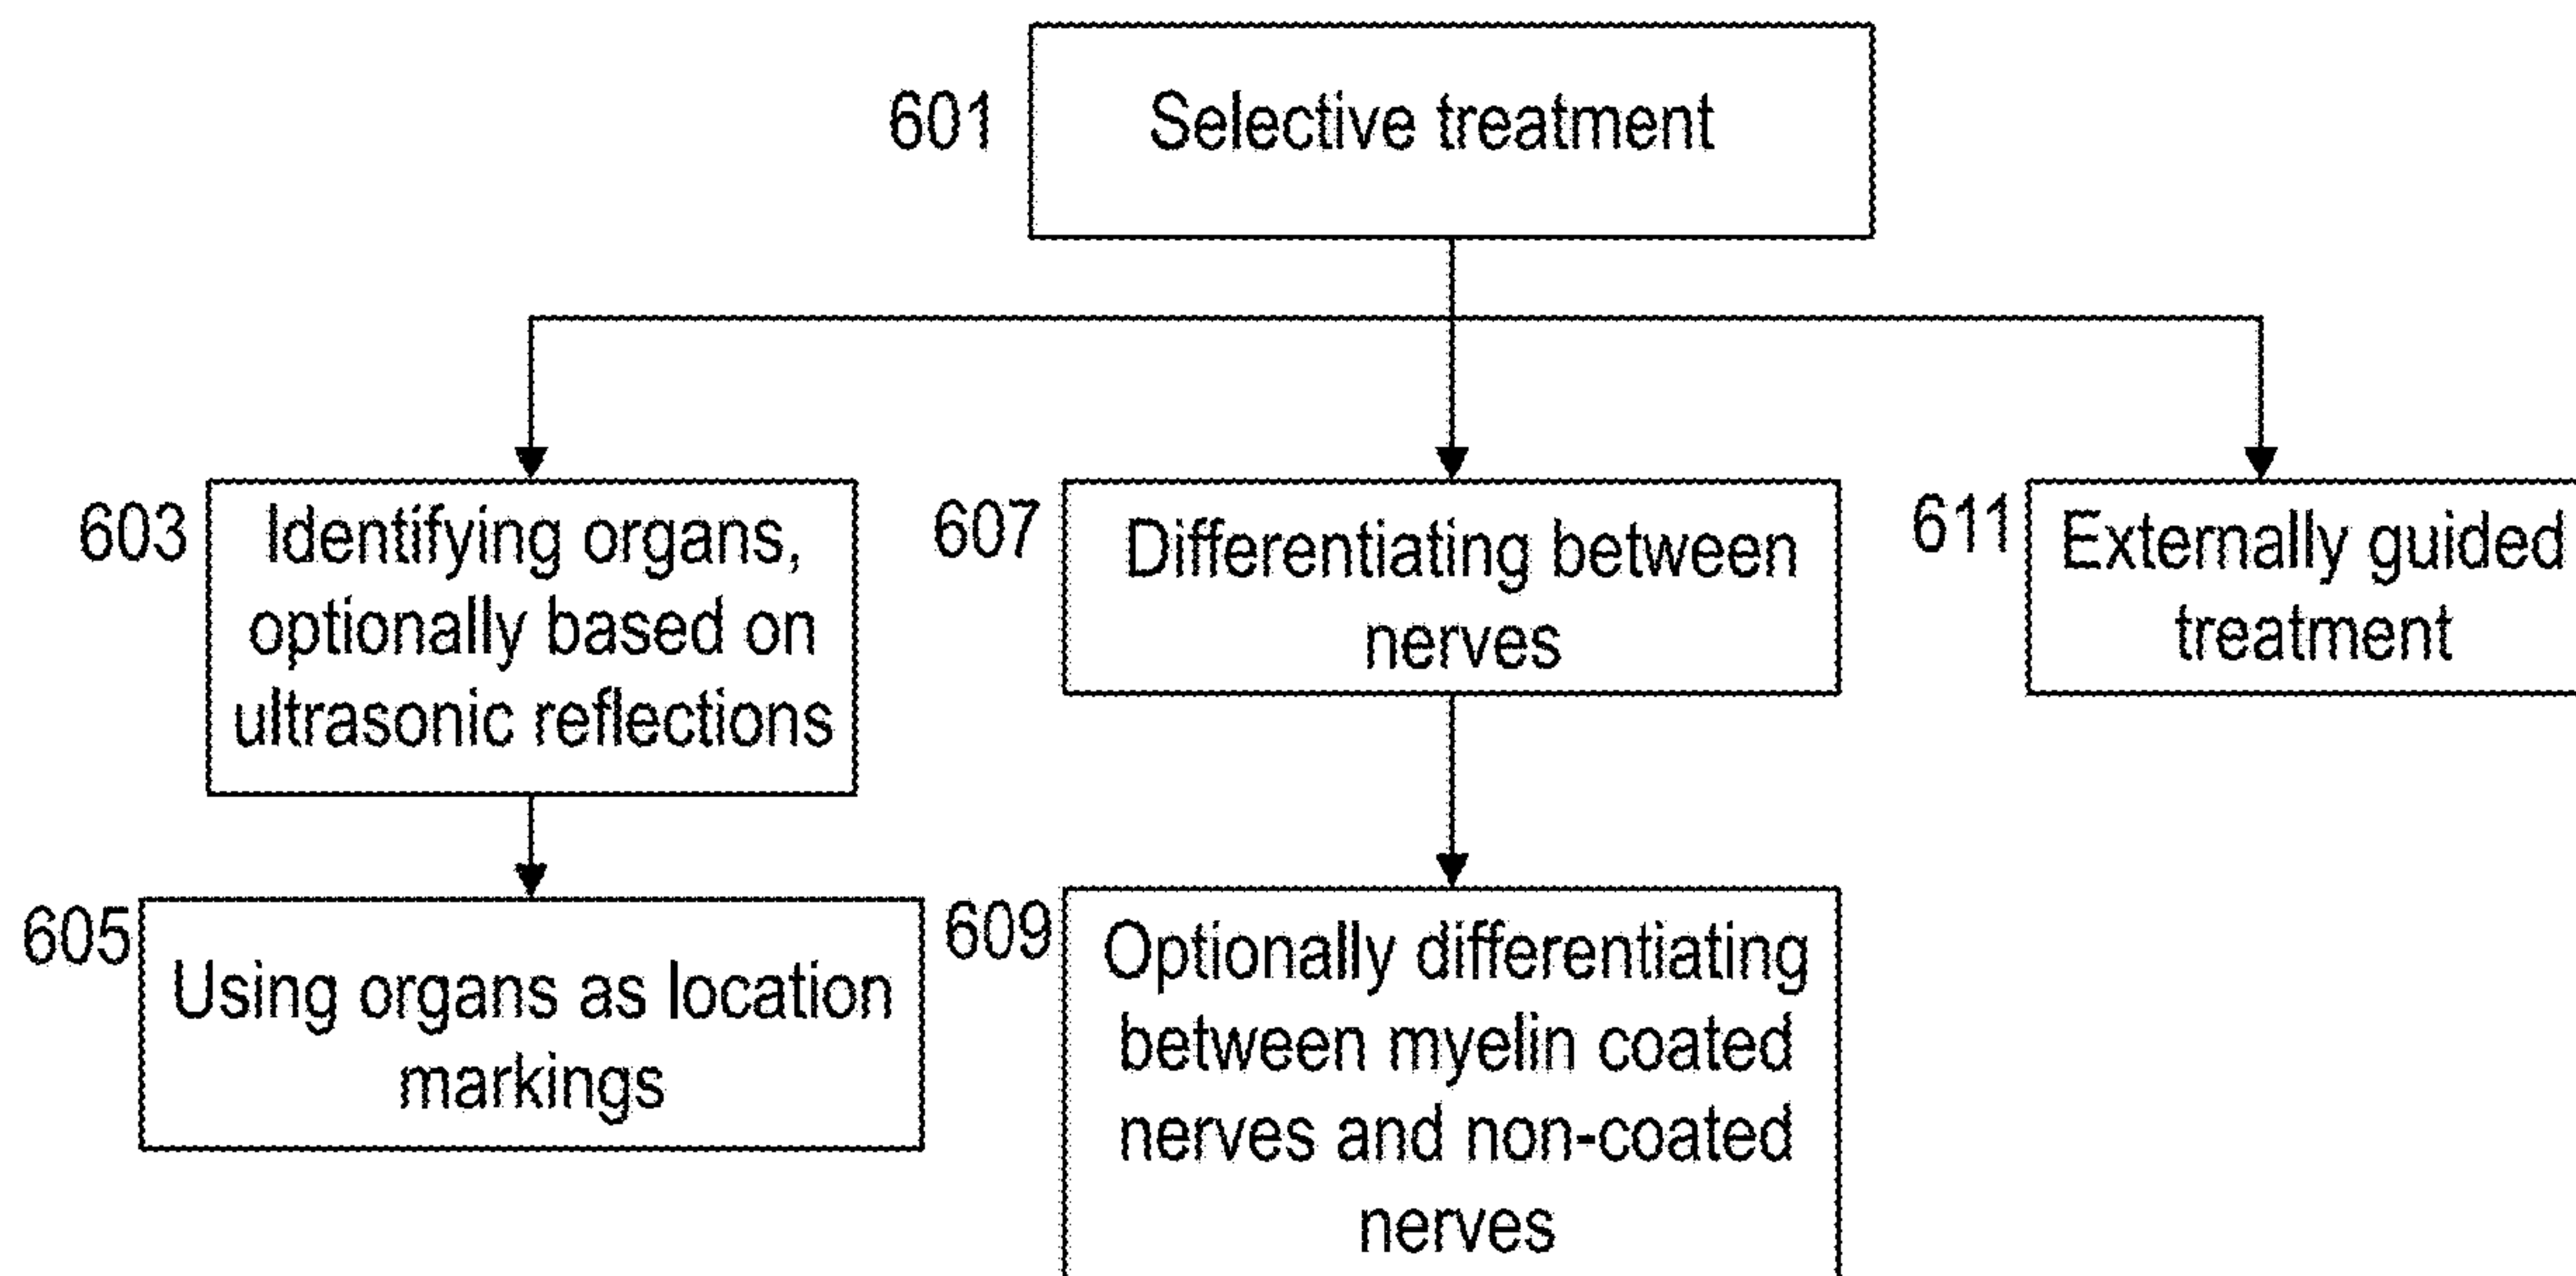 601
Selective treatment
603
Identifying organs,
optionally based on
ultrasonic reflections
607
Differentiating between
nerves
611
Externally guided
treatment
605
Using organs as location
markings
609
Optionally differentiating
between myelin coated
nerves and non-coated
nerves